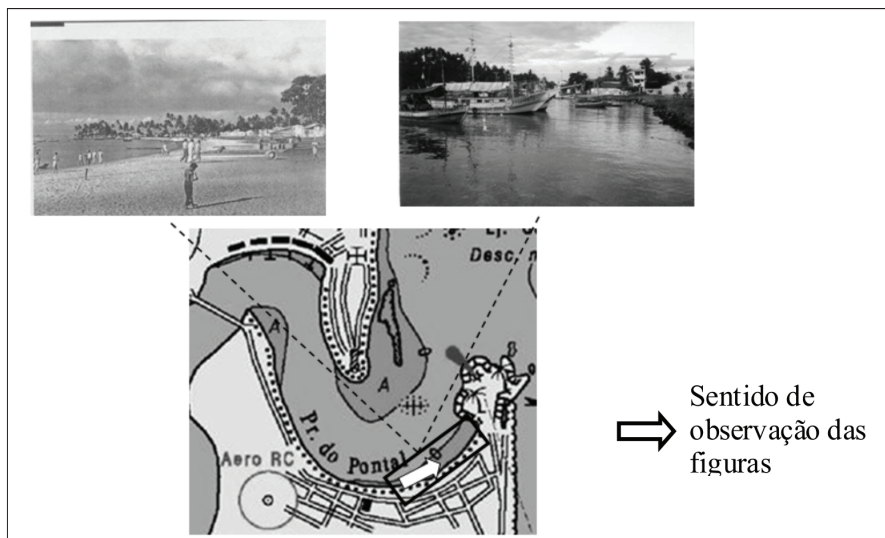 Desc. n
A
A
Pr. do Pontal
Aero RC
Sentido de
observação das
figuras